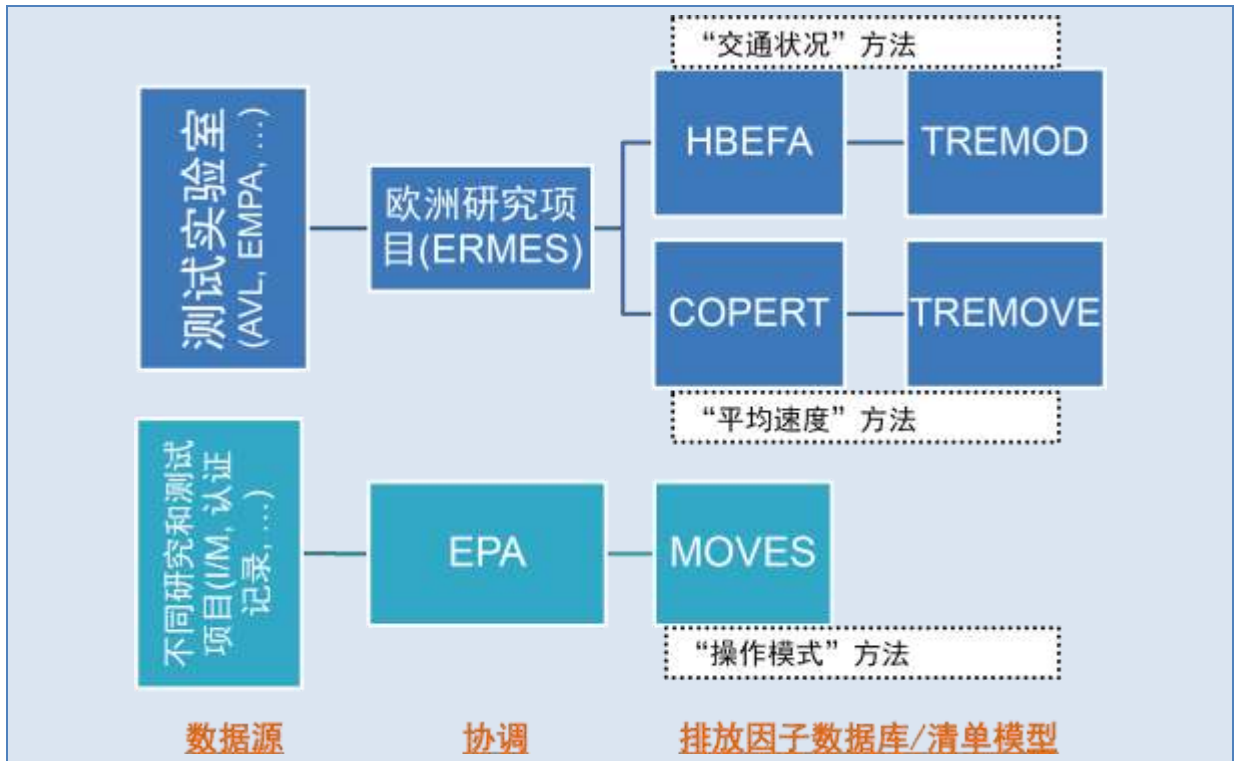 “交通状况”方法
测试实验室
(AVL, EMPA, ...)
欧洲研究项
目(ERMES)
HBEFA
TREMOD
COPERT
TREMOVE
“平均速度”方法
不同研究和测试
项目(I/M, 认证
记录, ...)
EPA
MOVES
“操作模式”方法
数据源
协调
排放因子数据库/清单模型